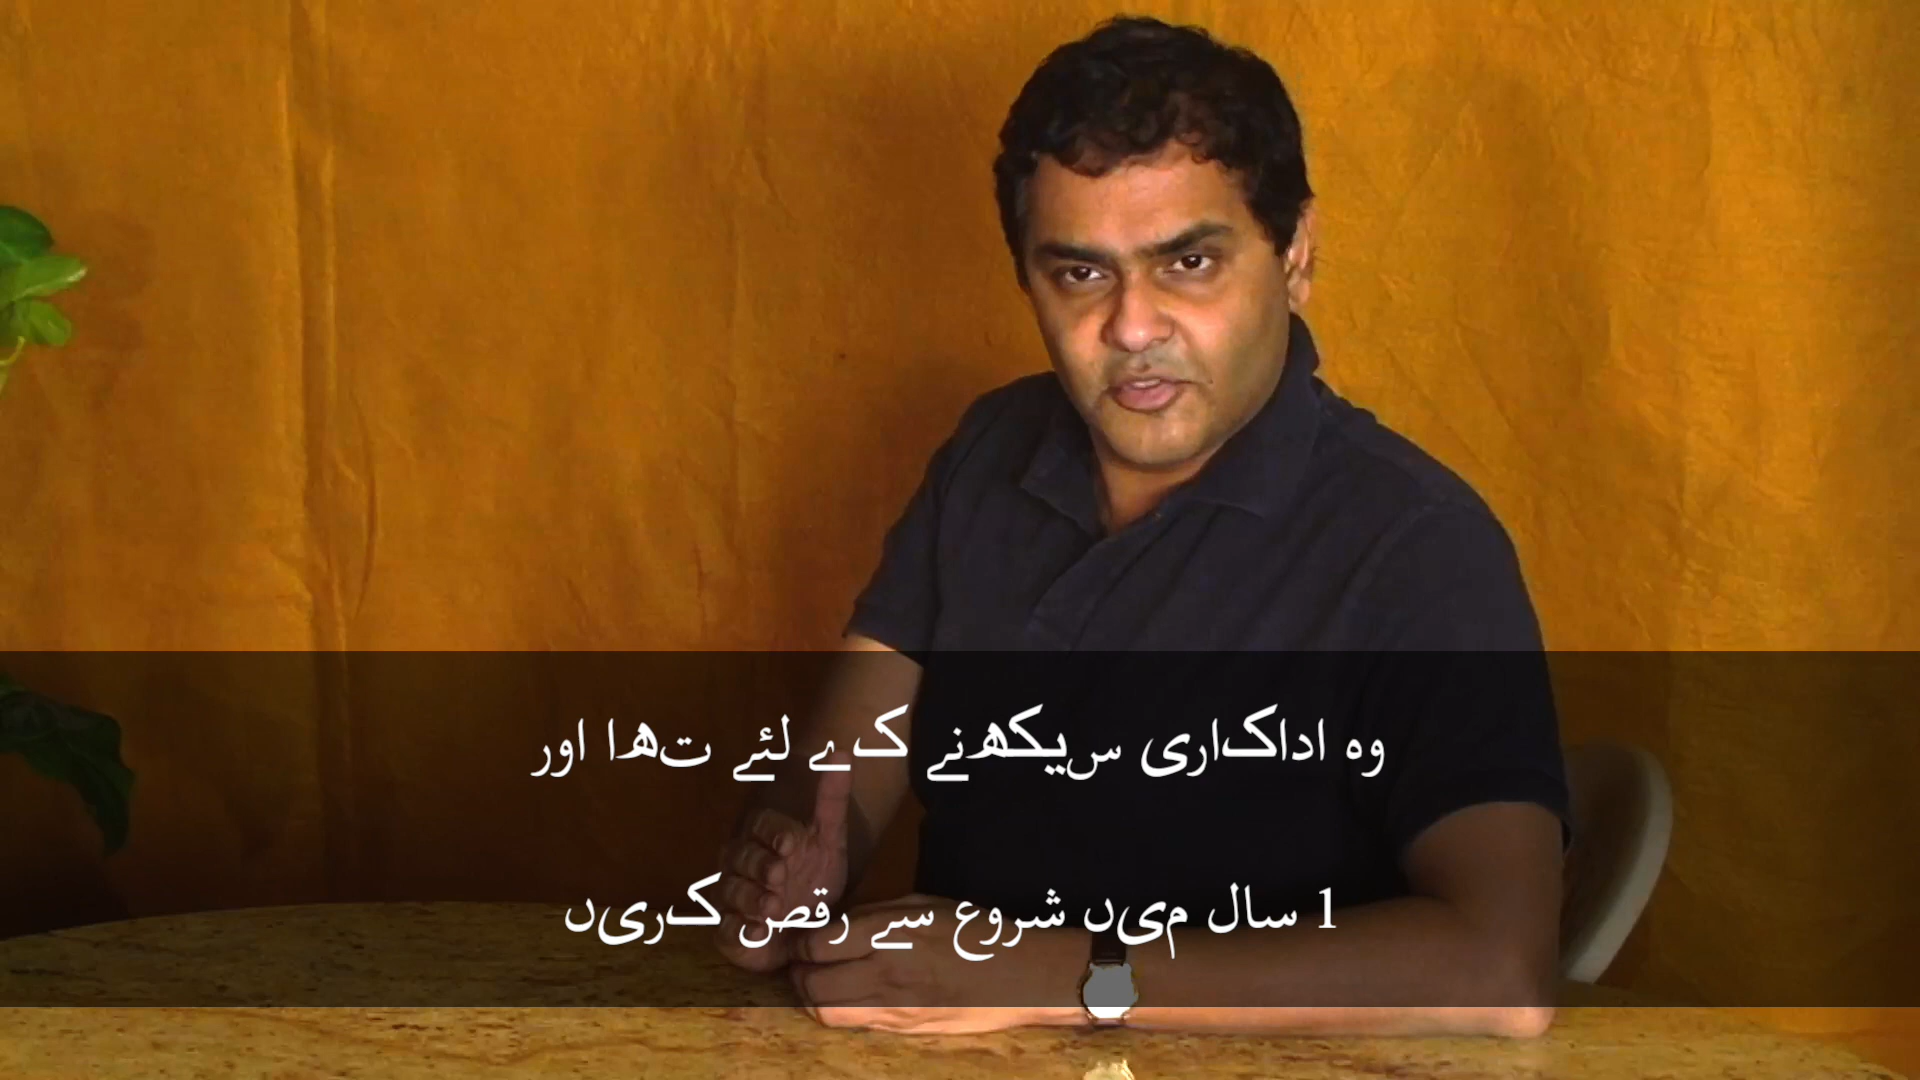 وہ اداکاری سیکھنے کے لئے تھا اور
1 سال میں شروع سے رقص کریں